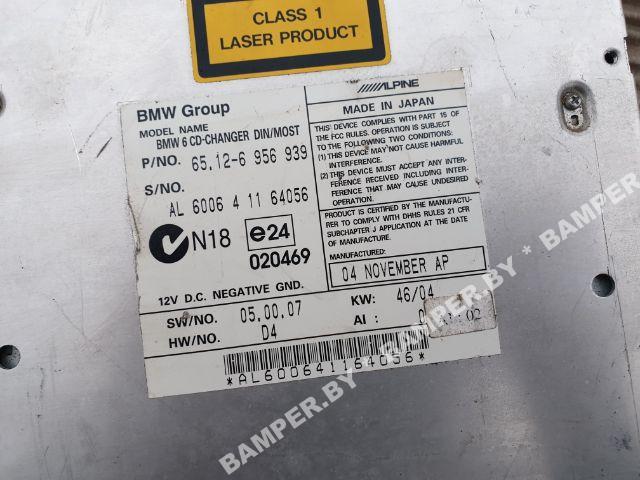 CLASS 1
LASER PRODUCT
BMW Group
MODEL NAME
BMW 6 CD-CHANGER DIN/MOST
P/NO. 65.12-6 956 939
S/NO.
AL 6006 4 11 64056
N18 e24
020469
12V D.C. NEGATIVE GND.
SW/NO. 05.00.07
HW/NO. D4
ALPINE
MADE IN JAPAN
THIS DEVICE COMPLIES WITH PART 15 OF
THE FCC RULES. OPERATION IS SUBJECT
TO THE FOLLOWING TWO CONDITIONS:
(1) THIS DEVICE MAY NOT CAUSE HARMFUL
INTERFERENCE.
(2) THIS DEVICE MUST ACCEPT ANY INTER-
FERENCE RECEIVED INCLUDING INTER-
FERENCE THAT MAY CAUSE UNDESIRED
OPERATION.
PRODUCT IS CERTIFIED BY THE MANUFACTU-
RER TO COMPLY WITH DHHS RULES 21 CFR
SUBCHAPTER J APPLICATION AT THE DATE OF
MANUFACTURE.
MANUFACTURED:
04 NOVEMBER AP
KW: 46/04
AI : 02
*AL600641164056*
BAMPER.BY * BAMPER.BY * BAMPER.BY